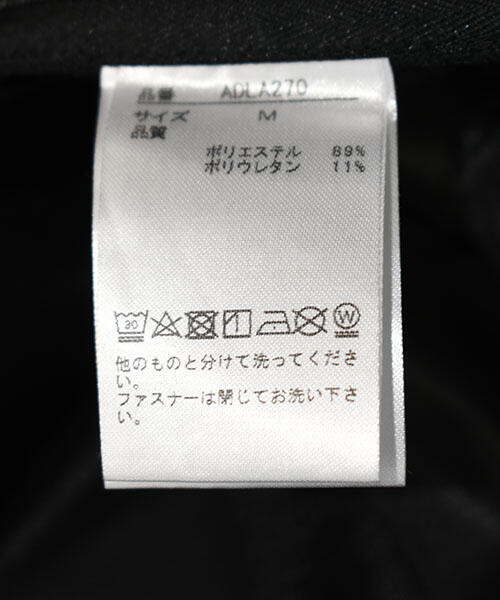 品番 ADLA270
サイズ M
品質
ポリエステル 89%
ポリウレタン 11%
30 W
他のものと分けて洗ってくださ
い。
ファスナーは閉じてお洗い下さ
い。